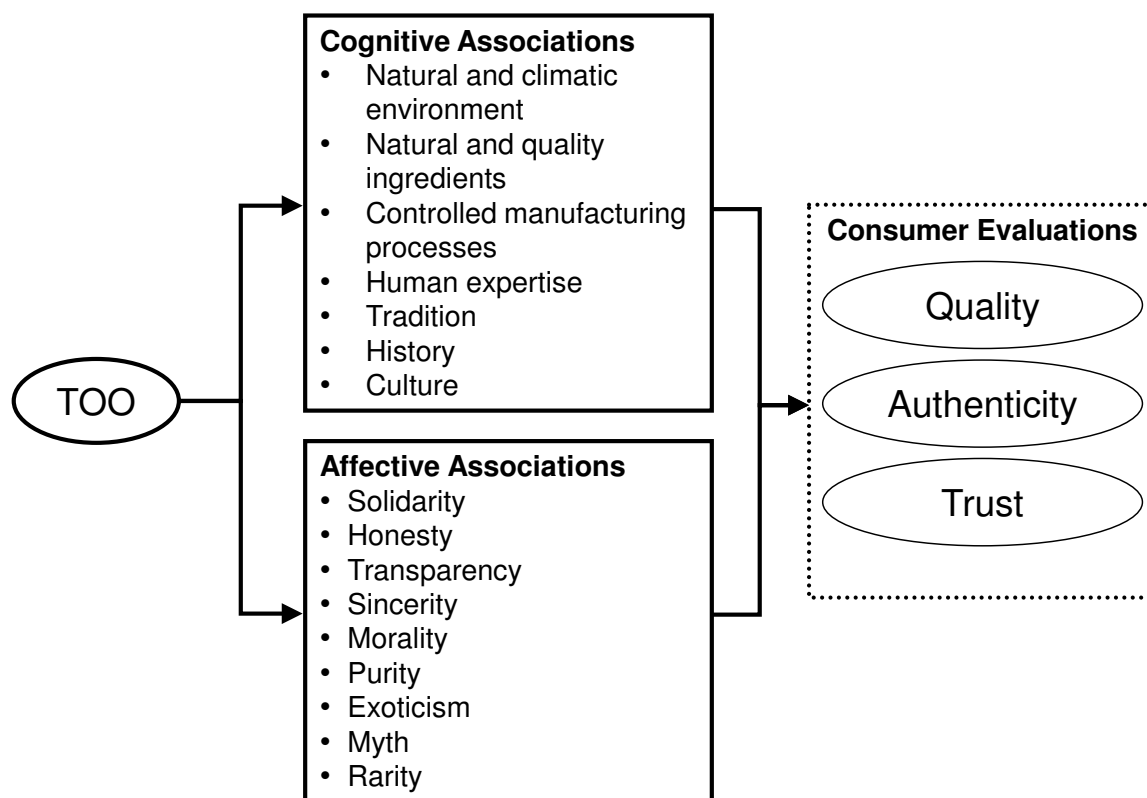 TOO
Cognitive Associations
• Natural and climatic
environment
• Natural and quality
ingredients
• Controlled manufacturing
processes
• Human expertise
• Tradition
• History
• Culture
Affective Associations
• Solidarity
• Honesty
• Transparency
• Sincerity
• Morality
• Purity
• Exoticism
• Myth
• Rarity
Consumer Evaluations
Quality
Authenticity
Trust